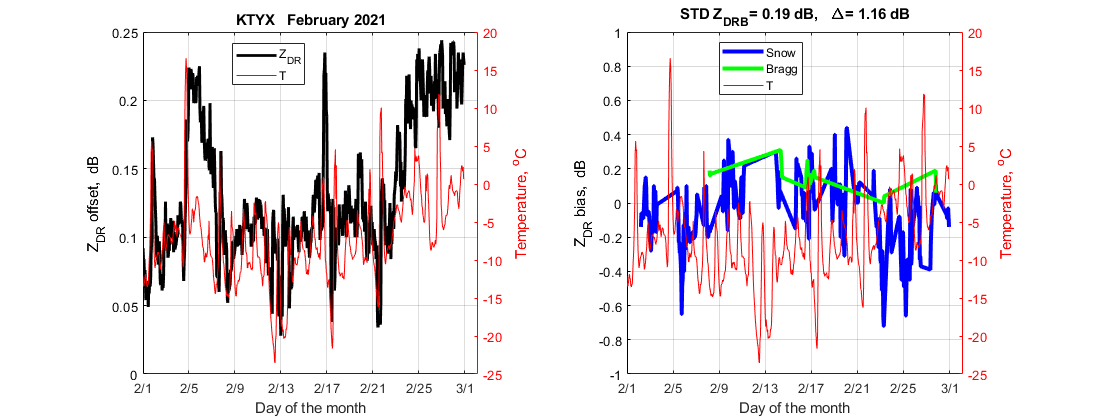 KTYX February 2021
Z_DR
T
0.25
0.2
0.15
0.1
0.05
0
Z_DR offset, dB
20
15
10
5
0
-5
-10
-15
-20
-25
Temperature, °C
2/1 2/5 2/9 2/13 2/17 2/21 2/25 3/1
Day of the month
STD Z_DRB = 0.19 dB, Δ = 1.16 dB
Snow
Bragg
T
1
0.8
0.6
0.4
0.2
0
-0.2
-0.4
-0.6
-0.8
-1
Z_DR bias, dB
20
15
10
5
0
-5
-10
-15
-20
-25
Temperature, °C
2/1 2/5 2/9 2/13 2/17 2/21 2/25 3/1
Day of the month